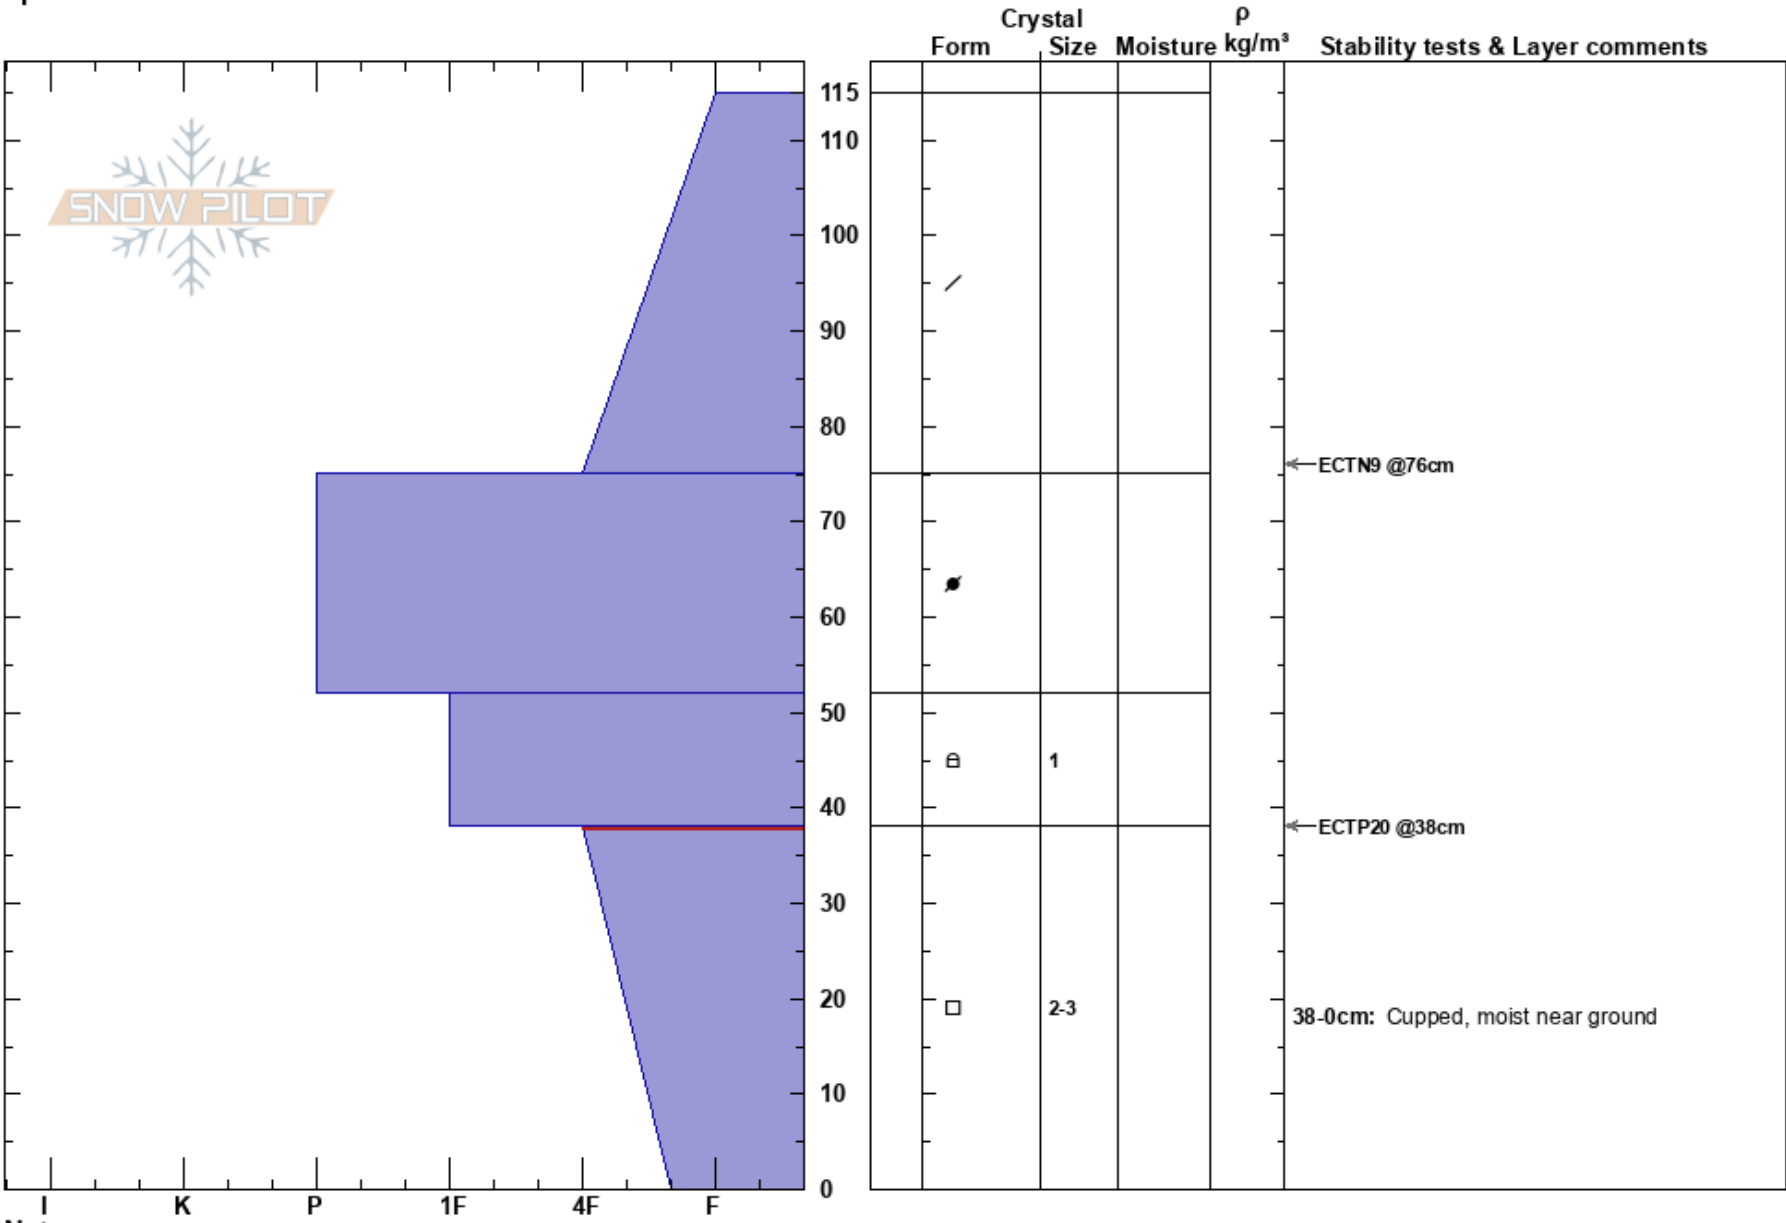 Crystal ρ
Form Size Moisture kg/m³ Stability tests & Layer comments
SNOW PILOT
115
110
100
90
80
70
60
50
40
30
20
10
0
ECTN9 @76cm
1
ECTP20 @38cm
2-3
38-0cm: Cupped, moist near ground
I K P 1F 4F F